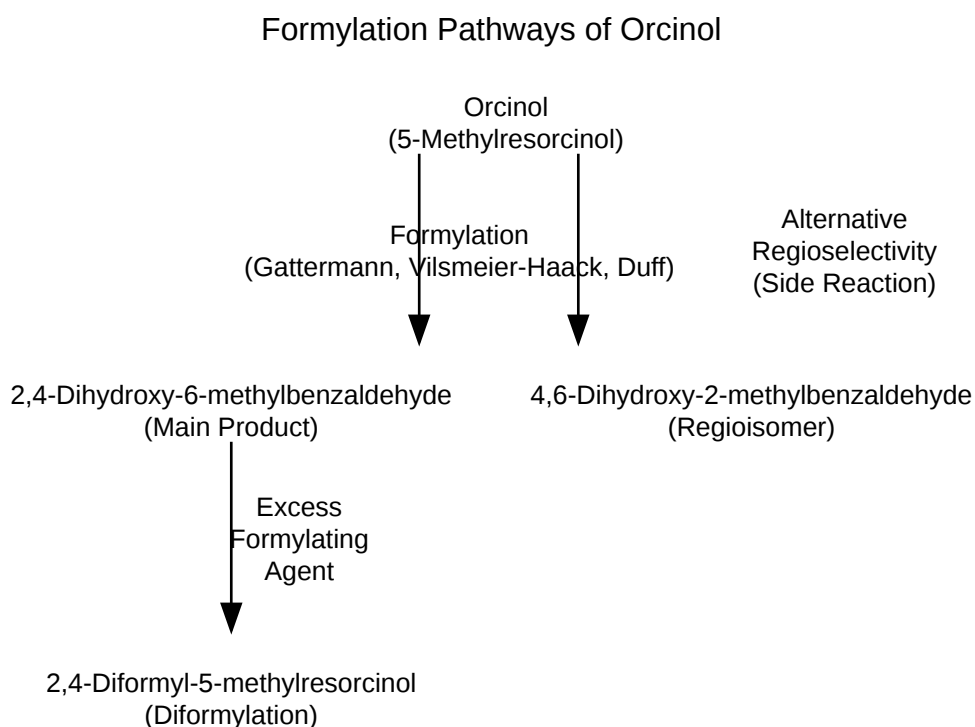 Formylation Pathways of Orcinol
Orcinol
(5-Methylresorcinol)
Formylation
(Gattermann, Vilsmeier-Haack, Duff)
Alternative
Regioselectivity
(Side Reaction)
2,4-Dihydroxy-6-methylbenzaldehyde
(Main Product)
4,6-Dihydroxy-2-methylbenzaldehyde
(Regioisomer)
Excess
Formylating
Agent
2,4-Diformyl-5-methylresorcinol
(Diformylation)